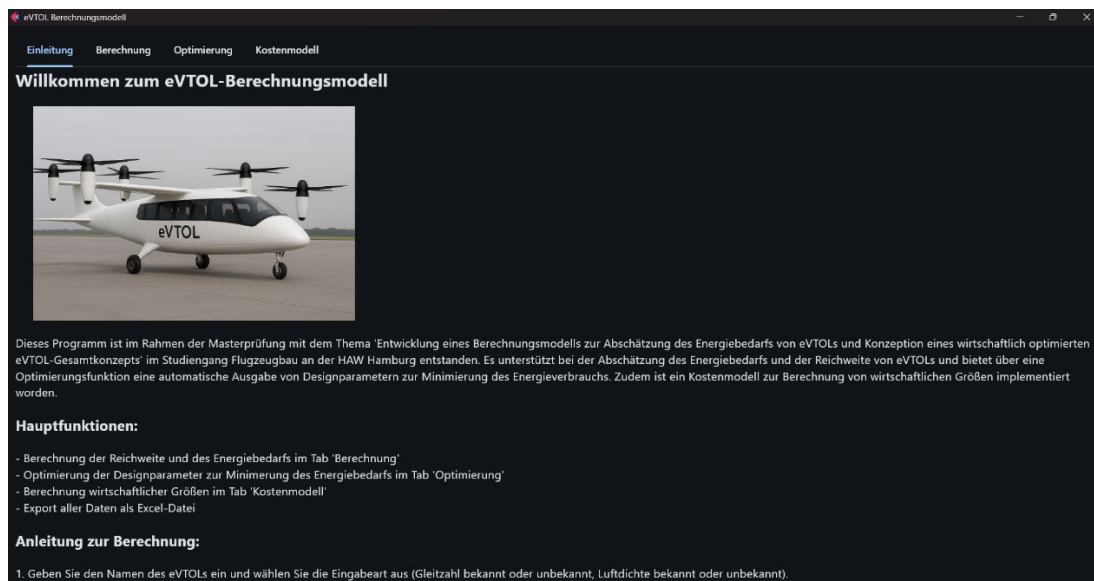 eVTOL Berechnungsmodell
Einleitung Berechnung Optimierung Kostenmodell
Willkommen zum eVTOL-Berechnungsmodell
eVTOL
Dieses Programm ist im Rahmen der Masterprüfung mit dem Thema 'Entwicklung eines Berechnungsmodells zur Abschätzung des Energiebedarfs von eVTOLs und Konzeption eines wirtschaftlich optimierten
eVTOL-Gesamtkonzepts' im Studiengang Flugzeugbau an der HAW Hamburg entstanden. Es unterstützt bei der Abschätzung des Energiebedarfs und der Reichweite von eVTOLs und bietet über eine
Optimierungsfunktion eine automatische Ausgabe von Designparametern zur Minimierung des Energieverbrauchs. Zudem ist ein Kostenmodell zur Berechnung von wirtschaftlichen Größen implementiert
worden.
Hauptfunktionen:
- Berechnung der Reichweite und des Energiebedarfs im Tab 'Berechnung'
- Optimierung der Designparameter zur Minimerung des Energiebedarfs im Tab 'Optimierung'
- Berechnung wirtschaftlicher Größen im Tab 'Kostenmodell'
- Export aller Daten als Excel-Datei
Anleitung zur Berechnung:
1. Geben Sie den Namen des eVTOLs ein und wählen Sie die Eingabeart aus (Gleitzahl bekannt oder unbekannt, Luftdichte bekannt oder unbekannt).